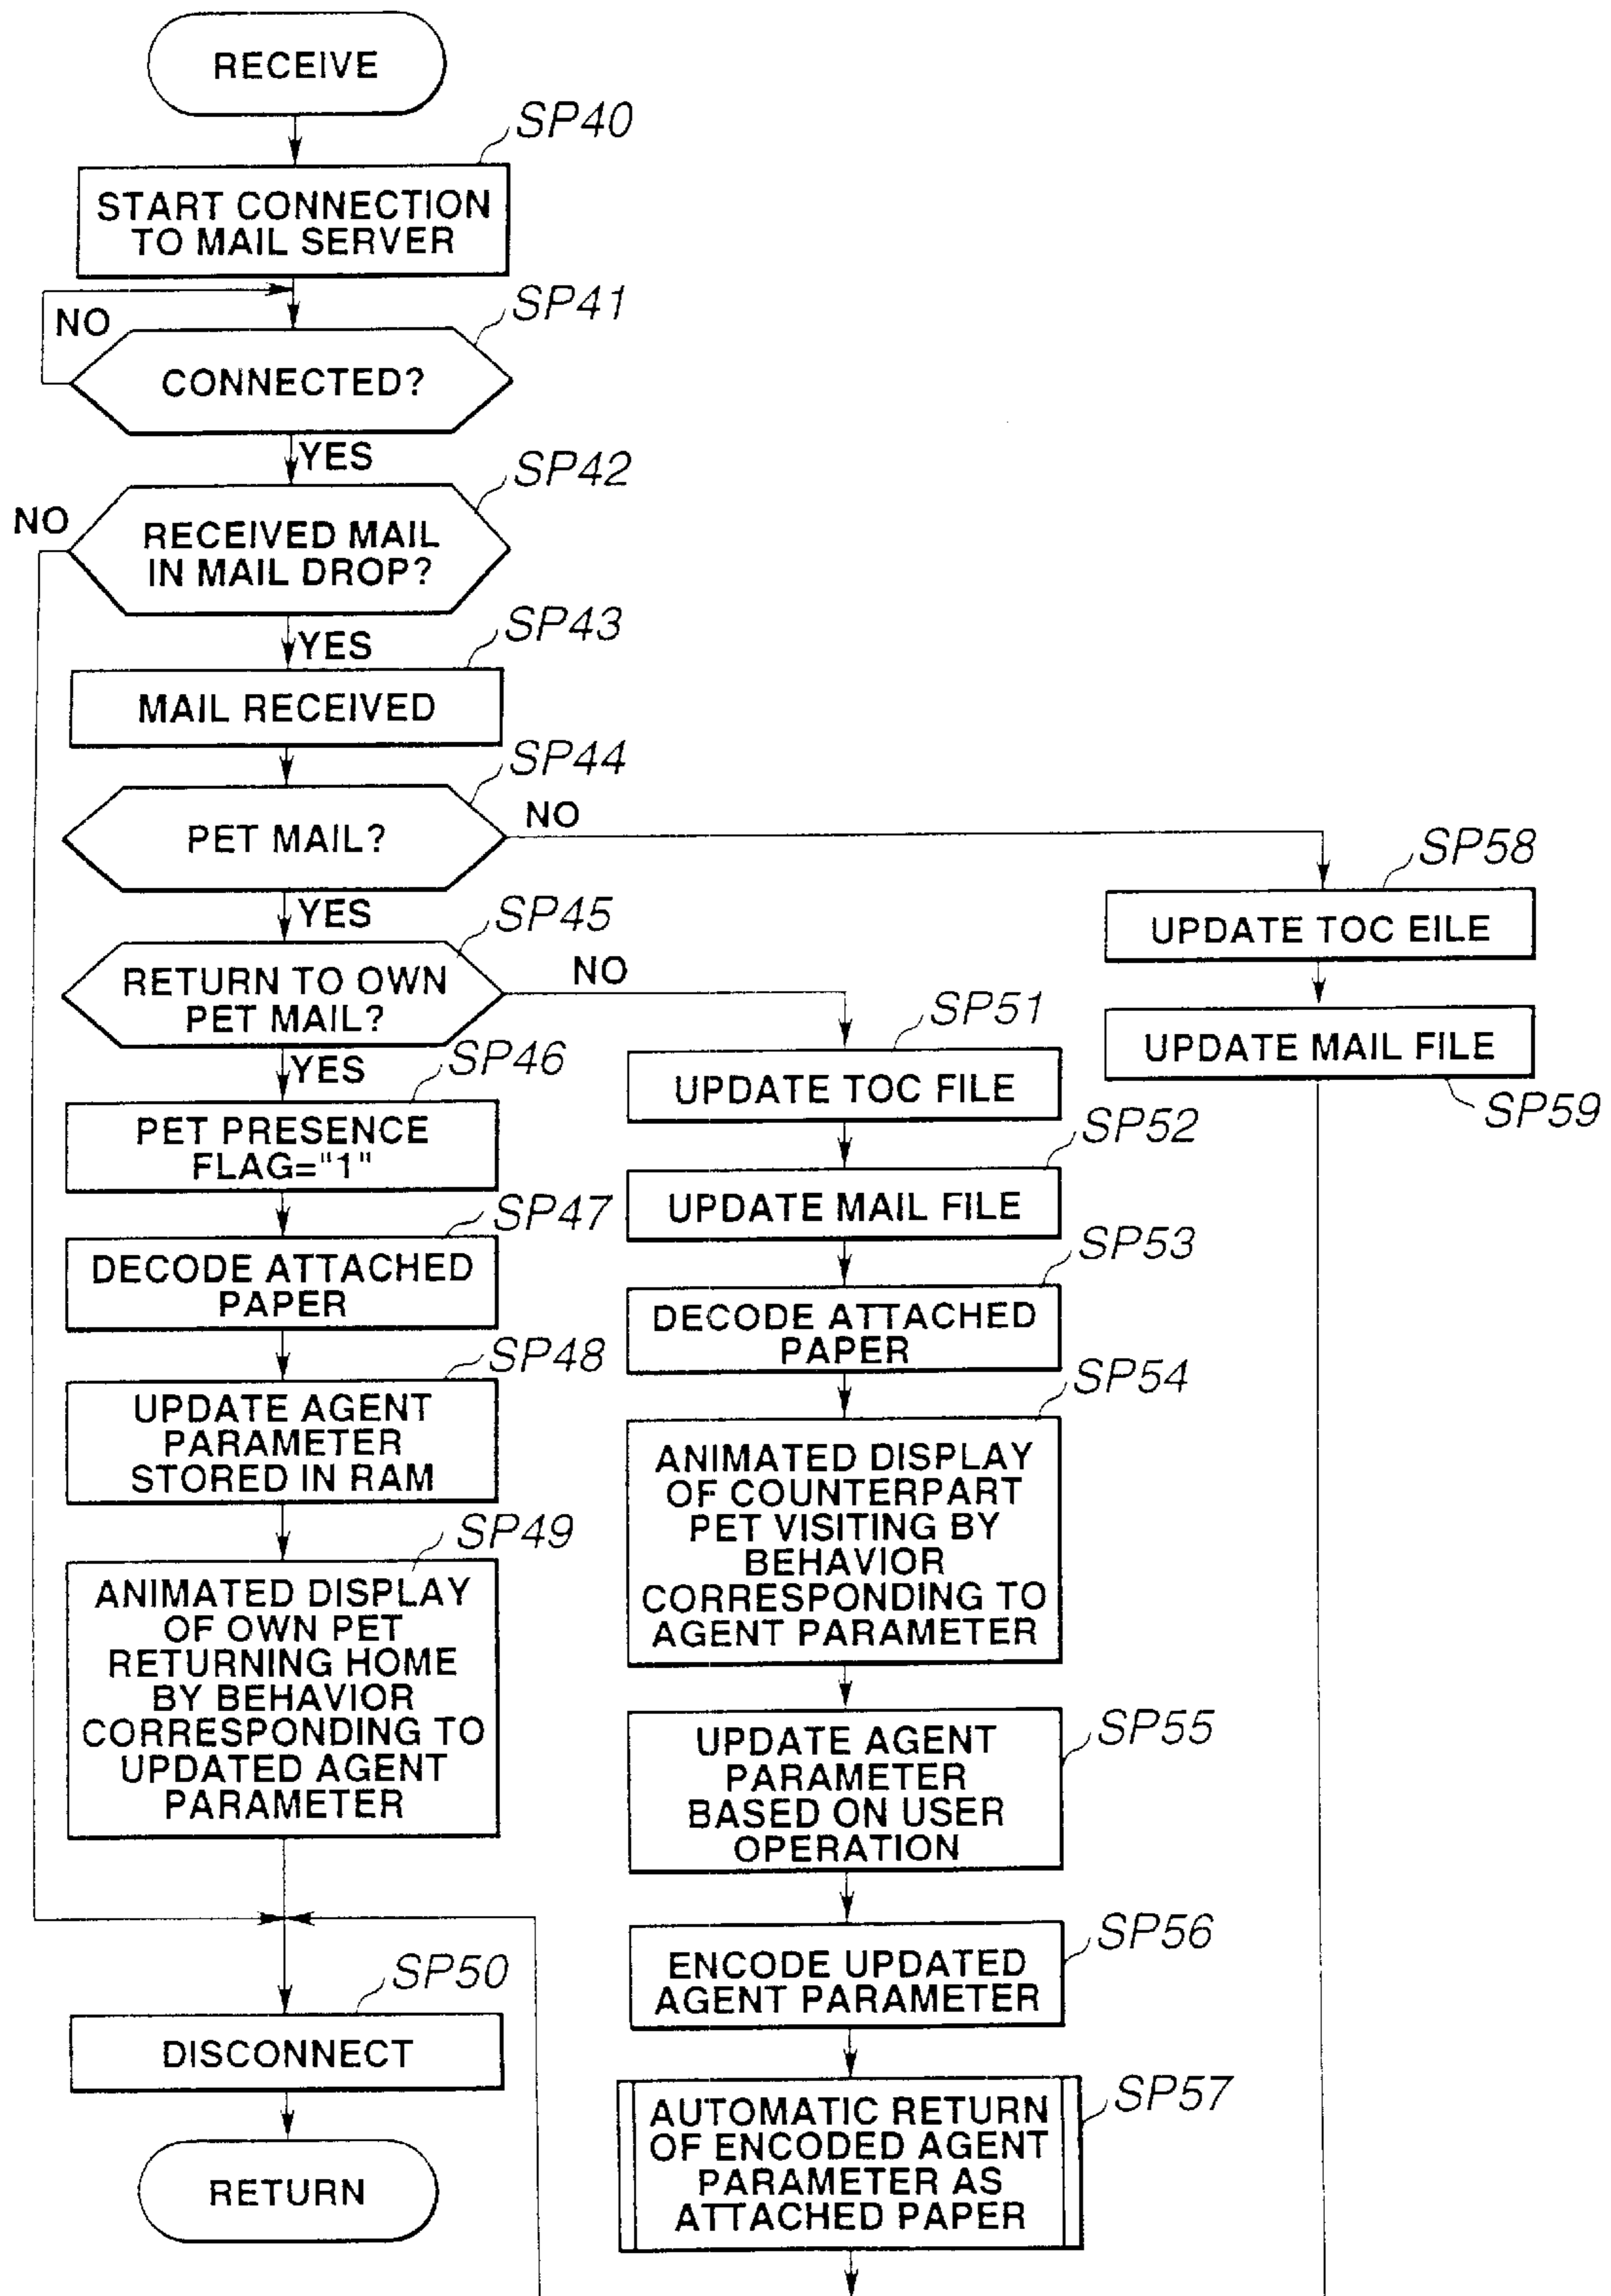 RECEIVE
SP40
START CONNECTION
TO MAIL SERVER
SP41
NO
CONNECTED?
YES
SP42
NO
RECEIVED MAIL
IN MAIL DROP?
YES
SP43
MAIL RECEIVED
SP44
PET MAIL?
NO
YES
SP45
RETURN TO OWN
PET MAIL?
NO
YES
SP46
PET PRESENCE
FLAG="1"
SP47
DECODE ATTACHED
PAPER
SP48
UPDATE AGENT
PARAMETER
STORED IN RAM
SP49
ANIMATED DISPLAY
OF OWN PET
RETURNING HOME
BY BEHAVIOR
CORRESPONDING TO
UPDATED AGENT
PARAMETER
SP50
DISCONNECT
RETURN
SP51
UPDATE TOC FILE
SP52
UPDATE MAIL FILE
SP53
DECODE ATTACHED
PAPER
SP54
ANIMATED DISPLAY
OF COUNTERPART
PET VISITING BY
BEHAVIOR
CORRESPONDING TO
AGENT PARAMETER
SP55
UPDATE AGENT
PARAMETER
BASED ON USER
OPERATION
SP56
ENCODE UPDATED
AGENT PARAMETER
SP57
AUTOMATIC RETURN
OF ENCODED AGENT
PARAMETER AS
ATTACHED PAPER
SP58
UPDATE TOC EILE
UPDATE MAIL FILE
SP59